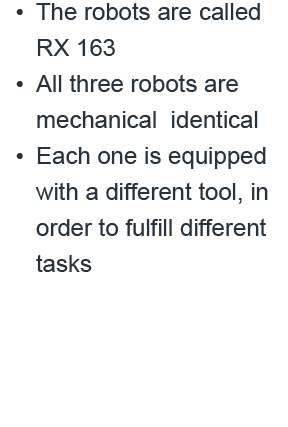 • The robots are called
RX 163
• All three robots are
mechanical  identical
• Each one is equipped
with a different tool, in
order to fulfill different
tasks